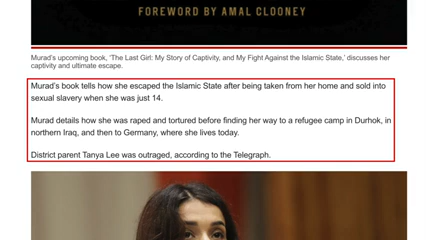 FOREWORD BY AMAL CLOONEY
Murad's upcoming book, 'The Last Girl: My Story of Captivity, and My Fight Against the Islamic State,' discusses her
captivity and ultimate escape.
Murad's book tells how she escaped the Islamic State after being taken from her home and sold into
sexual slavery when she was just 14.
Murad details how she was raped and tortured before finding her way to a refugee camp in Durhok, in
northern Iraq, and then to Germany, where she lives today.
District parent Tanya Lee was outraged, according to the Telegraph.